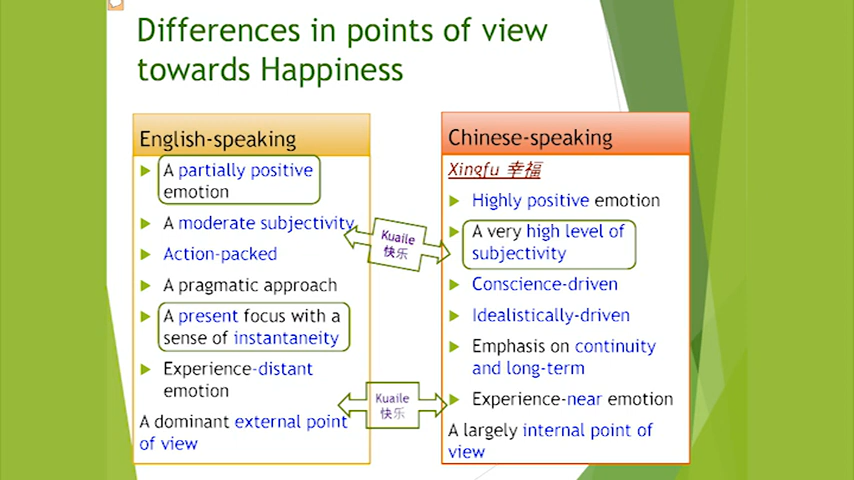 Differences in points of view
towards Happiness
English-speaking
A partially positive
emotion
A moderate subjectivity
Action-packed
A pragmatic approach
A present focus with a
sense of instantaneity
Experience-distant
emotion
A dominant external point
of view
Kuaile
快乐
Kuaile
快乐
Chinese-speaking
Xingfu 幸福
Highly positive emotion
A very high level of
subjectivity
Conscience-driven
Idealistically-driven
Emphasis on continuity
and long-term
Experience-near emotion
A largely internal point of
view